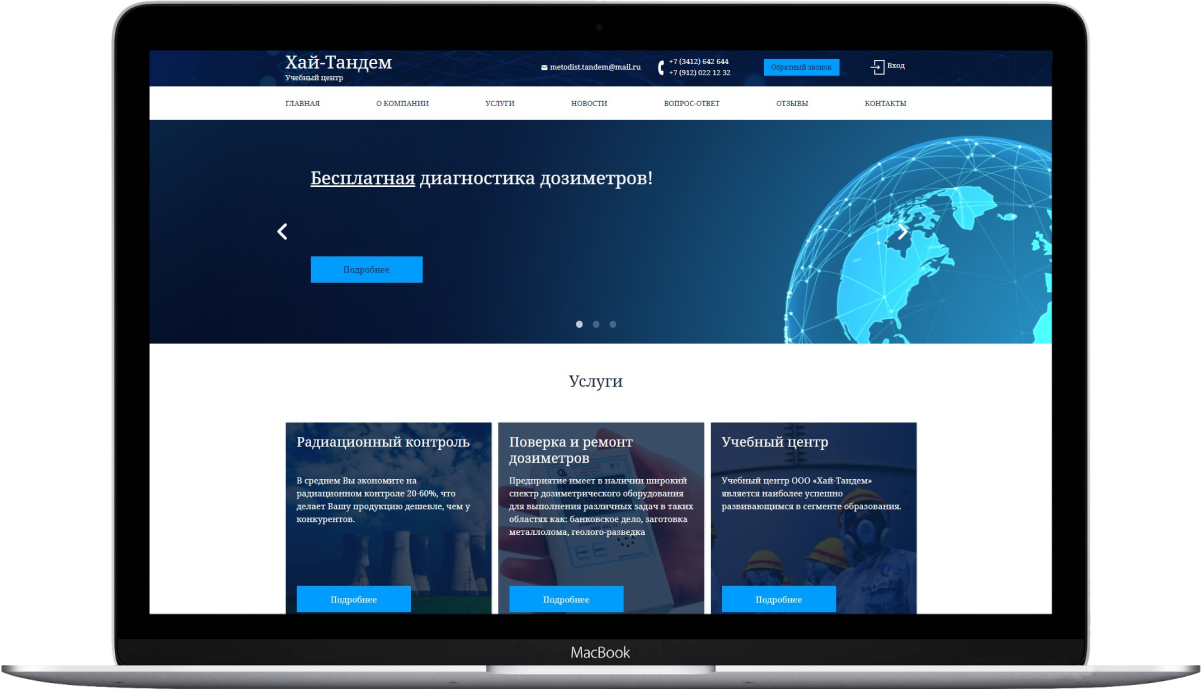 Хай-Тандем
Учебный центр
metodist.tandem@mail.ru
+7 (3412) 642 644
+7 (912) 022 12 32
Обратный звонок
Вход
ГЛАВНАЯ О КОМПАНИИ УСЛУГИ НОВОСТИ ВОПРОС-ОТВЕТ ОТЗЫВЫ КОНТАКТЫ
Бесплатная диагностика дозиметров!
Подробнее
Услуги
Радиационный контроль
В среднем Вы экономите на
радиационном контроле 20-60%, что
делает Вашу продукцию дешевле, чем у
конкурентов.
Подробнее
Поверка и ремонт
дозиметров
Предприятие имеет в наличии широкий
спектр дозиметрического оборудования
для выполнения различных задач в таких
областях как: банковское дело, заготовка
металлолома, геолого-разведка
Подробнее
Учебный центр
Учебный центр ООО «Хай-Тандем»
является наиболее успешно
развивающимся в сегменте образования.
Подробнее
MacBook